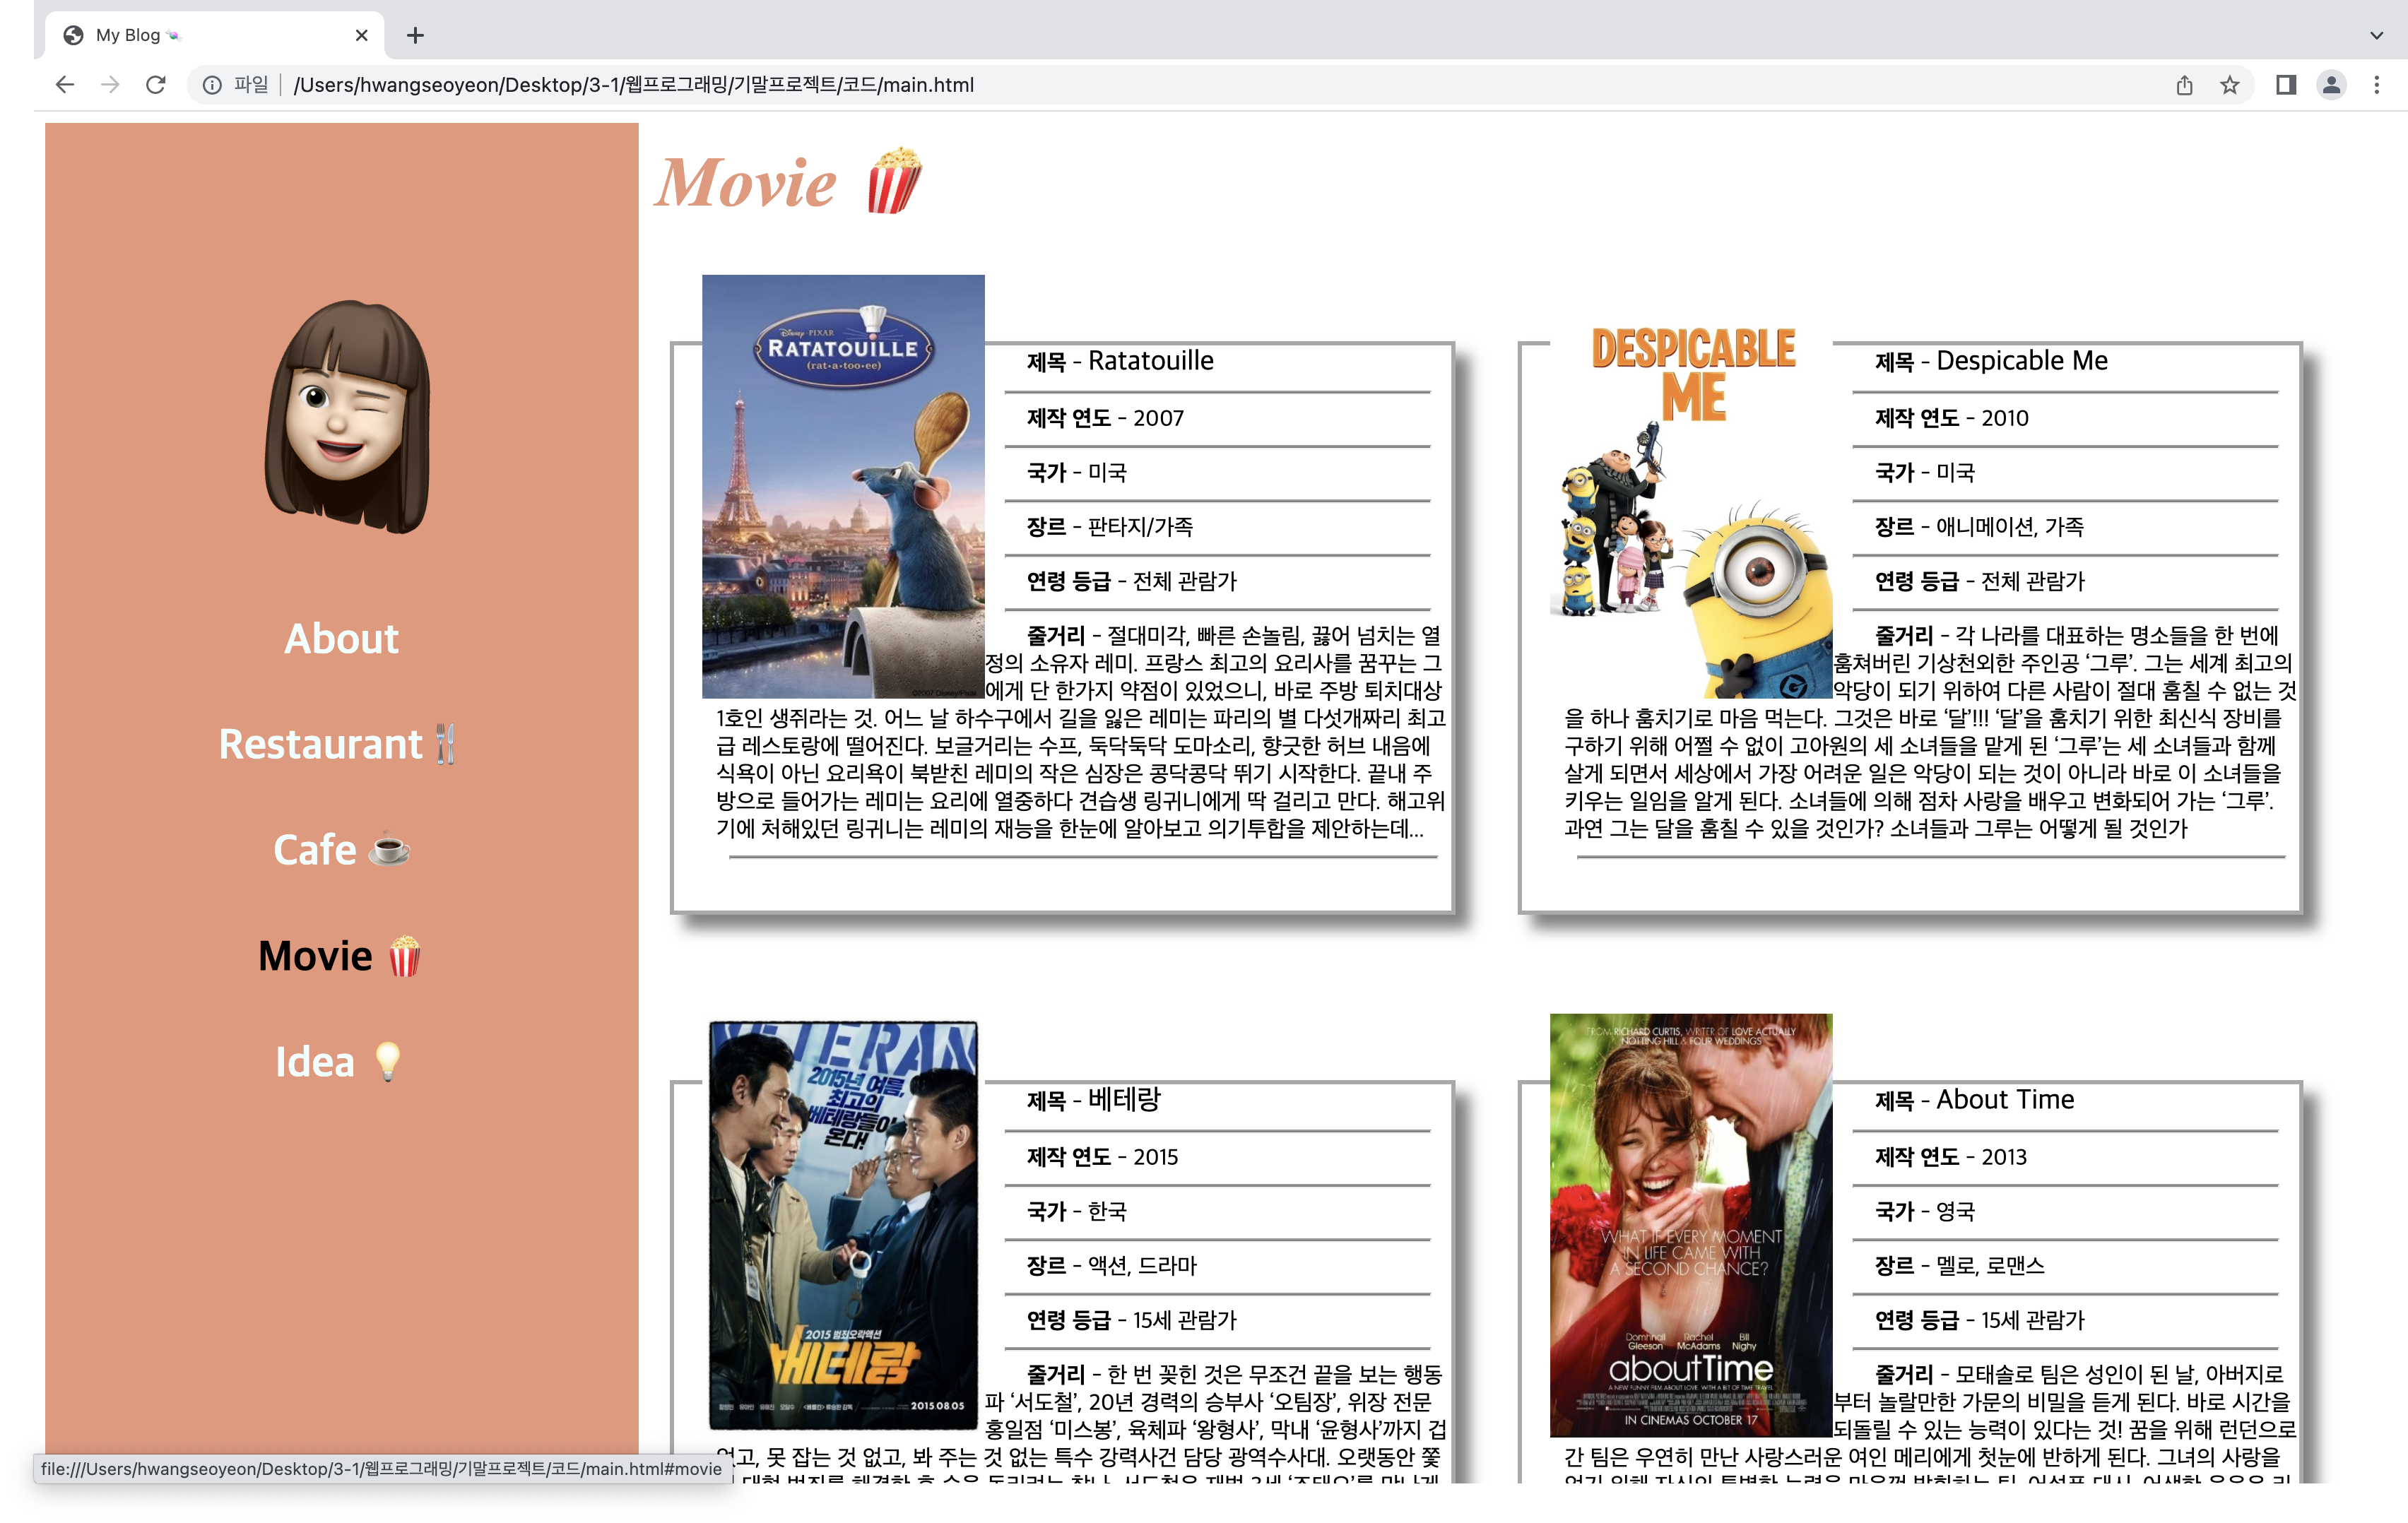 My Blog 🍬
파일 | /Users/hwangseoyeon/Desktop/3-1/웹프로그래밍/기말프로젝트/코드/main.html
About
Restaurant 🍴
Cafe ☕
Movie 🍿
Idea 💡
Movie 🍿
DISNEY · PIXAR
RATATOUILLE
(rat•a•too•ee)
©2007 Disney/Pixar
제목 - Ratatouille
제작 연도 - 2007
국가 - 미국
장르 - 판타지/가족
연령 등급 - 전체 관람가
줄거리 - 절대미각, 빠른 손놀림, 끓어 넘치는 열
정의 소유자 레미. 프랑스 최고의 요리사를 꿈꾸는 그
에게 단 한가지 약점이 있었으니, 바로 주방 퇴치대상
1호인 생쥐라는 것. 어느 날 하수구에서 길을 잃은 레미는 파리의 별 다섯개짜리 최고
급 레스토랑에 떨어진다. 보글거리는 수프, 둑닥둑닥 도마소리, 향긋한 허브 내음에
식욕이 아닌 요리욕이 북받친 레미의 작은 심장은 콩닥콩닥 뛰기 시작한다. 끝내 주
방으로 들어가는 레미는 요리에 열중하다 견습생 링귀니에게 딱 걸리고 만다. 해고위
기에 처해있던 링귀니는 레미의 재능을 한눈에 알아보고 의기투합을 제안하는데...
DESPICABLE
ME
제목 - Despicable Me
제작 연도 - 2010
국가 - 미국
장르 - 애니메이션, 가족
연령 등급 - 전체 관람가
줄거리 - 각 나라를 대표하는 명소들을 한 번에
훔쳐버린 기상천외한 주인공 ‘그루’. 그는 세계 최고의
악당이 되기 위하여 다른 사람이 절대 훔칠 수 없는 것
을 하나 훔치기로 마음 먹는다. 그것은 바로 ‘달’!!! ‘달’을 훔치기 위한 최신식 장비를
구하기 위해 어쩔 수 없이 고아원의 세 소녀들을 맡게 된 ‘그루’는 세 소녀들과 함께
살게 되면서 세상에서 가장 어려운 일은 악당이 되는 것이 아니라 바로 이 소녀들을
키우는 일임을 알게 된다. 소녀들에 의해 점차 사랑을 배우고 변화되어 가는 ‘그루’.
과연 그는 달을 훔칠 수 있을 것인가? 소녀들과 그루는 어떻게 될 것인가
VETERAN
2015년 여름,
최고의
베테랑들이
온다!
2015 범죄오락액션
베테랑
2015.08.05
제목 - 베테랑
제작 연도 - 2015
국가 - 한국
장르 - 액션, 드라마
연령 등급 - 15세 관람가
줄거리 - 한 번 꽂힌 것은 무조건 끝을 보는 행동
파 ‘서도철’, 20년 경력의 승부사 ‘오팀장’, 위장 전문
홍일점 ‘미스봉’, 육체파 ‘왕형사’, 막내 ‘윤형사’까지 겁
없고, 못 잡는 것 없고, 봐 주는 것 없는 특수 강력사건 담당 광역수사대. 오랫동안 쫓
FROM RICHARD CURTIS, WRITER OF LOVE ACTUALLY
NOTTING HILL & FOUR WEDDINGS
WHAT IF EVERY MOMENT
IN LIFE CAME WITH
A SECOND CHANCE?
Domhnall Gleeson
Rachel McAdams
Bill Nighy
aboutTime
A NEW FUNNY FILM ABOUT LOVE. WITH A BIT OF TIME TRAVEL.
IN CINEMAS OCTOBER 17
제목 - About Time
제작 연도 - 2013
국가 - 영국
장르 - 멜로, 로맨스
연령 등급 - 15세 관람가
줄거리 - 모태솔로 팀은 성인이 된 날, 아버지로
부터 놀랄만한 가문의 비밀을 듣게 된다. 바로 시간을
되돌릴 수 있는 능력이 있다는 것! 꿈을 위해 런던으로
간 팀은 우연히 만난 사랑스러운 여인 메리에게 첫눈에 반하게 된다. 그녀의 사랑을
file:///Users/hwangseoyeon/Desktop/3-1/웹프로그래밍/기말프로젝트/코드/main.html#movie